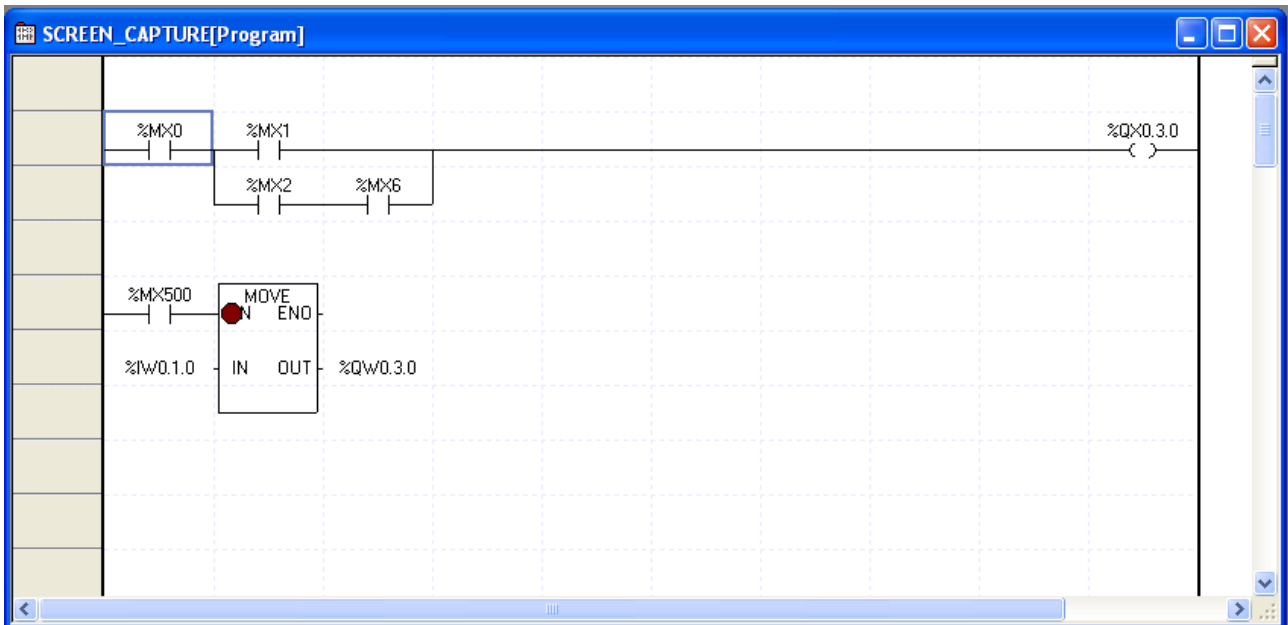 SCREEN_CAPTURE[Program]
%MX0 %MX1 %QX0.3.0
%MX2 %MX6
%MX500 MOVE
N ENO
%IW0.1.0 IN OUT %QW0.3.0